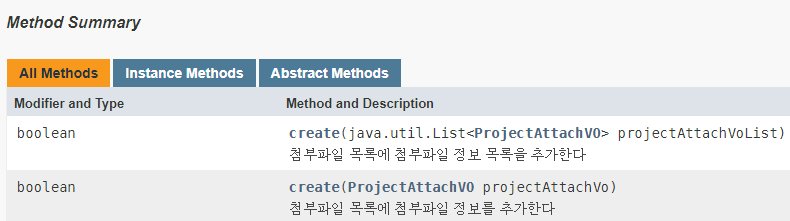 Method Summary
All Methods Instance Methods Abstract Methods
Modifier and Type Method and Description
boolean create(java.util.List<ProjectAttachVO> projectAttachVoList)
첨부파일 목록에 첨부파일 정보 목록을 추가한다
boolean create(ProjectAttachVO projectAttachVo)
첨부파일 목록에 첨부파일 정보를 추가한다